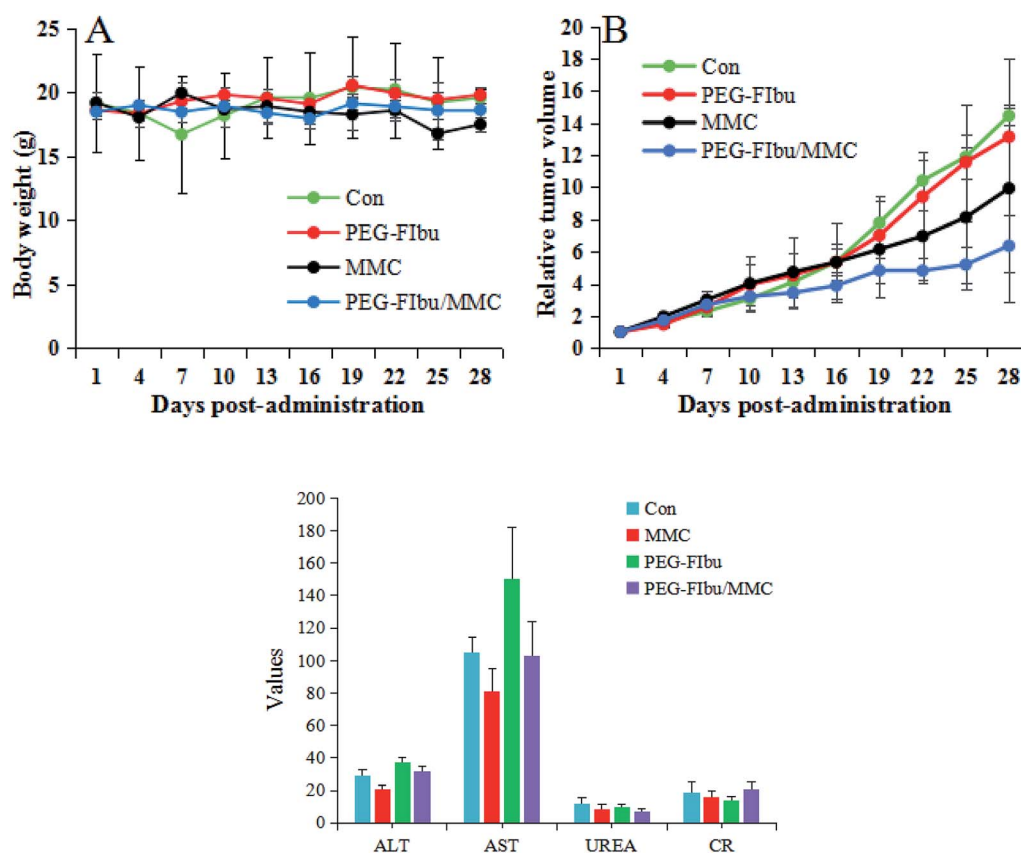 A
Body weight (g)
25
20
15
10
5
0
Con
PEG-FIbu
MMC
PEG-FIbu/MMC
1 4 7 10 13 16 19 22 25 28
Days post-administration
B
Relative tumor volume
20
18
16
14
12
10
8
6
4
2
0
Con
PEG-FIbu
MMC
PEG-FIbu/MMC
1 4 7 10 13 16 19 22 25 28
Days post-administration
Values
200
180
160
140
120
100
80
60
40
20
0
Con
MMC
PEG-FIbu
PEG-FIbu/MMC
ALT AST UREA CR